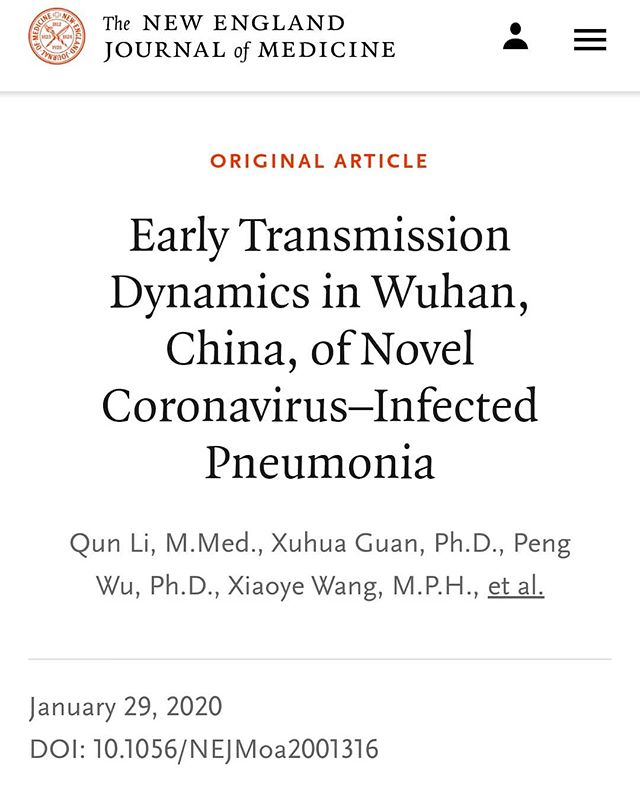 The NEW ENGLAND
JOURNAL of MEDICINE
ORIGINAL ARTICLE
Early Transmission
Dynamics in Wuhan,
China, of Novel
Coronavirus–Infected
Pneumonia
Qun Li, M.Med., Xuhua Guan, Ph.D., Peng
Wu, Ph.D., Xiaoye Wang, M.P.H., et al.
January 29, 2020
DOI: 10.1056/NEJMoa2001316